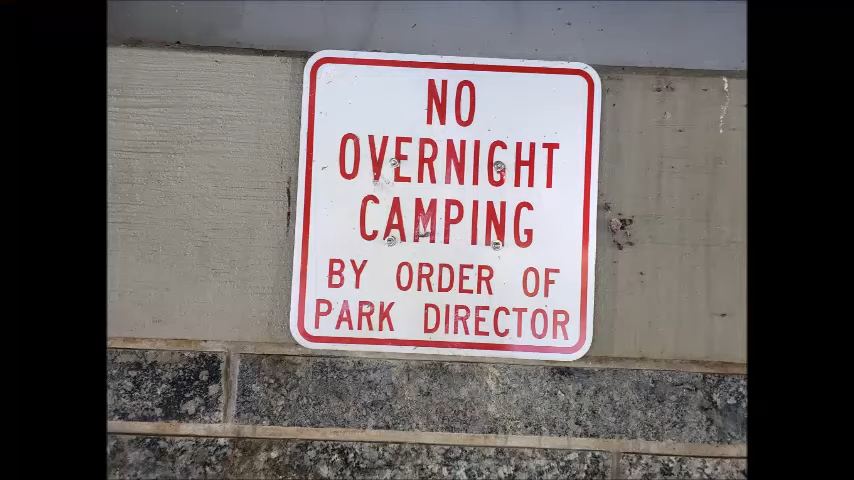 NO
OVERNIGHT
CAMPING
BY ORDER OF
PARK DIRECTOR